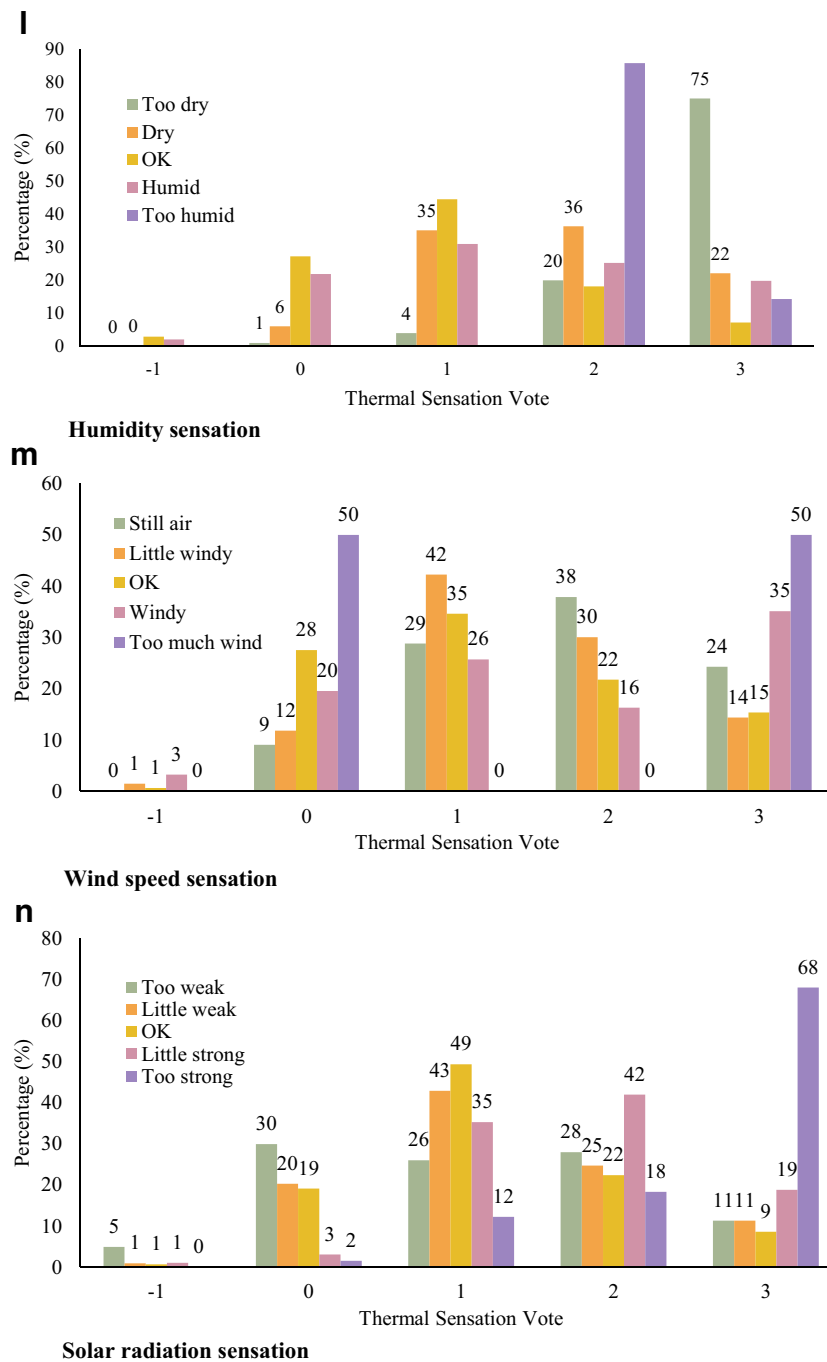 l
90
80
70
60
50
40
30
20
10
0
Percentage (%)
Too dry
Dry
OK
Humid
Too humid
0 0
1 6
4 35
20 36
75 22
-1 0 1 2 3
Thermal Sensation Vote
Humidity sensation
m
60
50
40
30
20
10
0
Percentage (%)
Still air
Little windy
OK
Windy
Too much wind
0 1 1 3 0
9 12 28 20 50
29 42 35 26 0
38 30 22 16 0
24 14 15 35 50
-1 0 1 2 3
Thermal Sensation Vote
Wind speed sensation
n
80
70
60
50
40
30
20
10
0
Percentage (%)
Too weak
Little weak
OK
Little strong
Too strong
5 1 1 1 0
30 20 19 3 2
26 43 49 35 12
28 25 22 42 18
11 11 9 19 68
-1 0 1 2 3
Thermal Sensation Vote
Solar radiation sensation